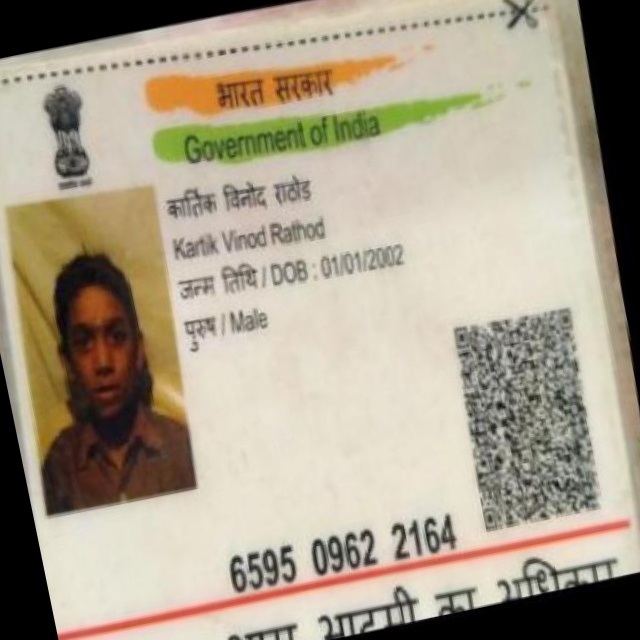 भारत सरकार
Government of India
कार्तिक विनोद राठोड
Kartik Vinod Rathod
जन्म तिथि / DOB : 01/01/2002
पुरुष / Male
6595 0962 2164
आदमी का अधिकार